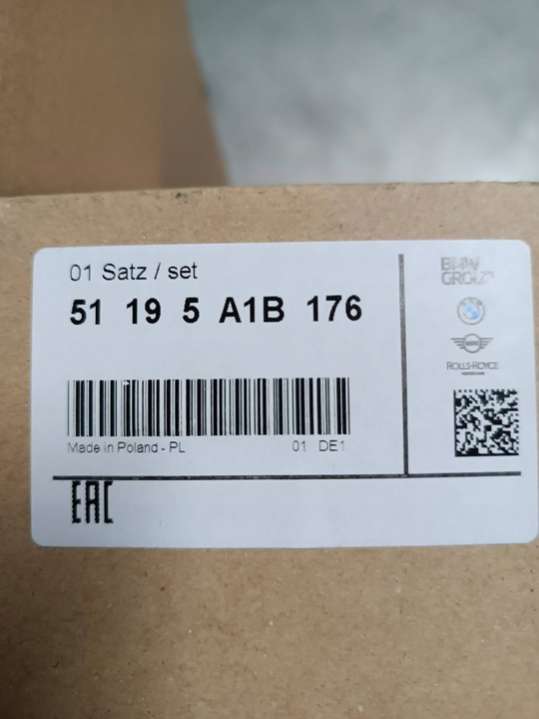 01 Satz / set
51 19 5 A1B 176
Made in Poland - PL 01 DE1
BMW
GROUP
ROLLS-ROYCE
EAC